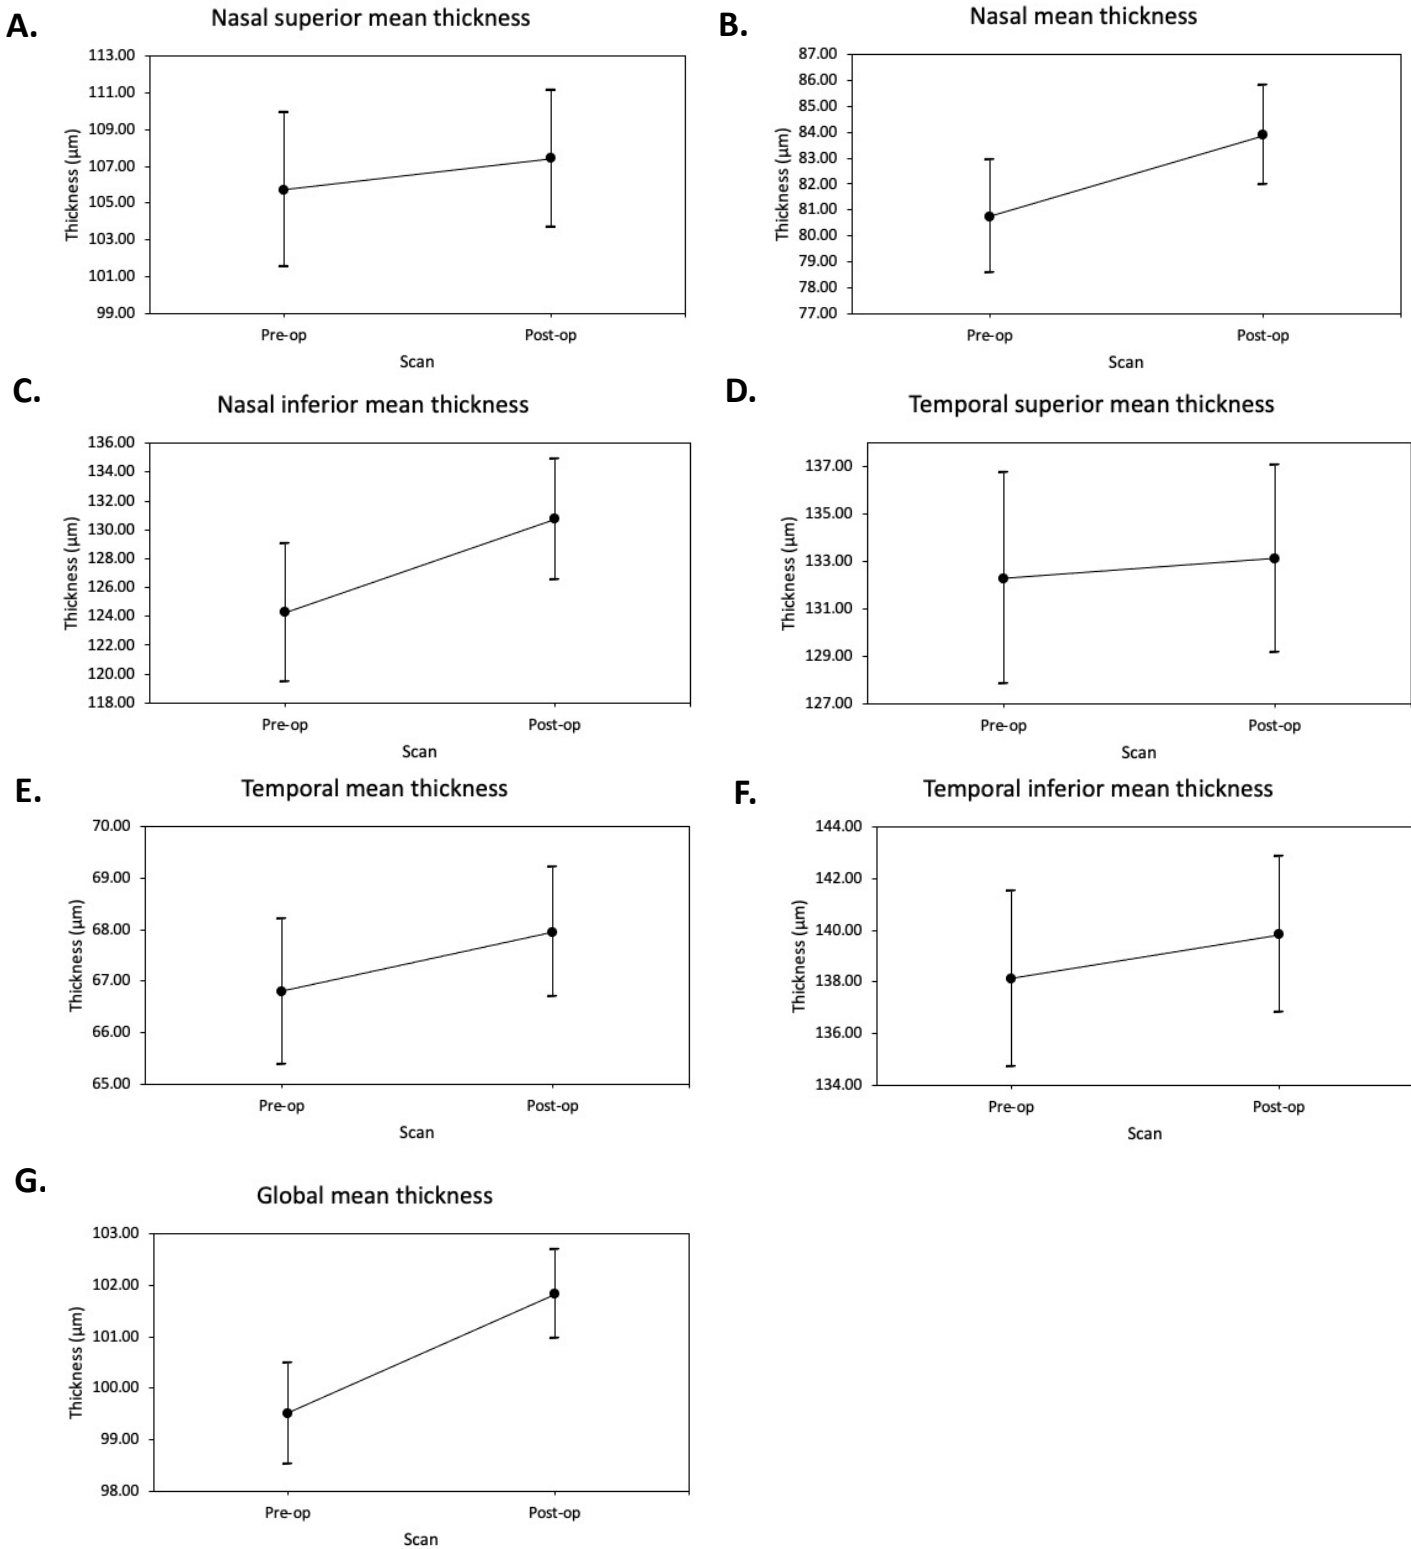 A.
Nasal superior mean thickness
113.00
111.00
109.00
107.00
105.00
103.00
101.00
99.00
Thickness (µm)
Pre-op Post-op
Scan
B.
Nasal mean thickness
87.00
86.00
85.00
84.00
83.00
82.00
81.00
80.00
79.00
78.00
77.00
Thickness (µm)
Pre-op Post-op
Scan
C.
Nasal inferior mean thickness
136.00
134.00
132.00
130.00
128.00
126.00
124.00
122.00
120.00
118.00
Thickness (µm)
Pre-op Post-op
Scan
D.
Temporal superior mean thickness
137.00
135.00
133.00
131.00
129.00
127.00
Thickness (µm)
Pre-op Post-op
Scan
E.
Temporal mean thickness
70.00
69.00
68.00
67.00
66.00
65.00
Thickness (µm)
Pre-op Post-op
Scan
F.
Temporal inferior mean thickness
144.00
142.00
140.00
138.00
136.00
134.00
Thickness (µm)
Pre-op Post-op
Scan
G.
Global mean thickness
103.00
102.00
101.00
100.00
99.00
98.00
Thickness (µm)
Pre-op Post-op
Scan